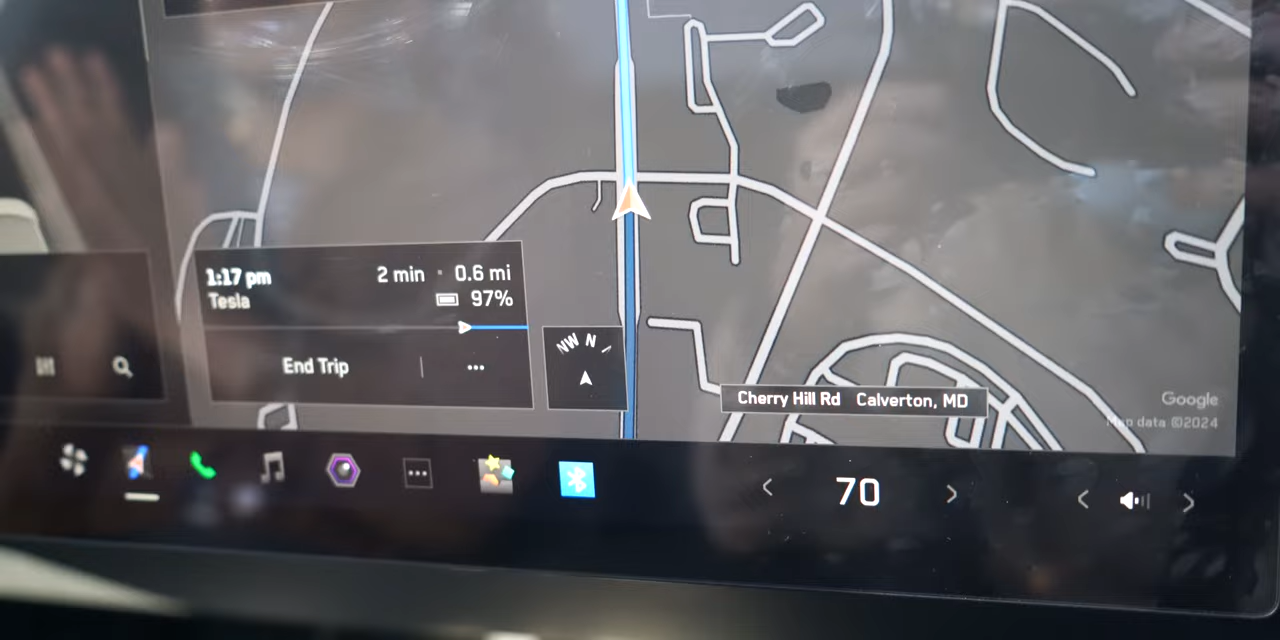 1:17 pm
2 min • 0.6 mi
Tesla
97%
End Trip
...
NW N
Cherry Hill Rd Calverton, MD
Google
Map data ©2024
70